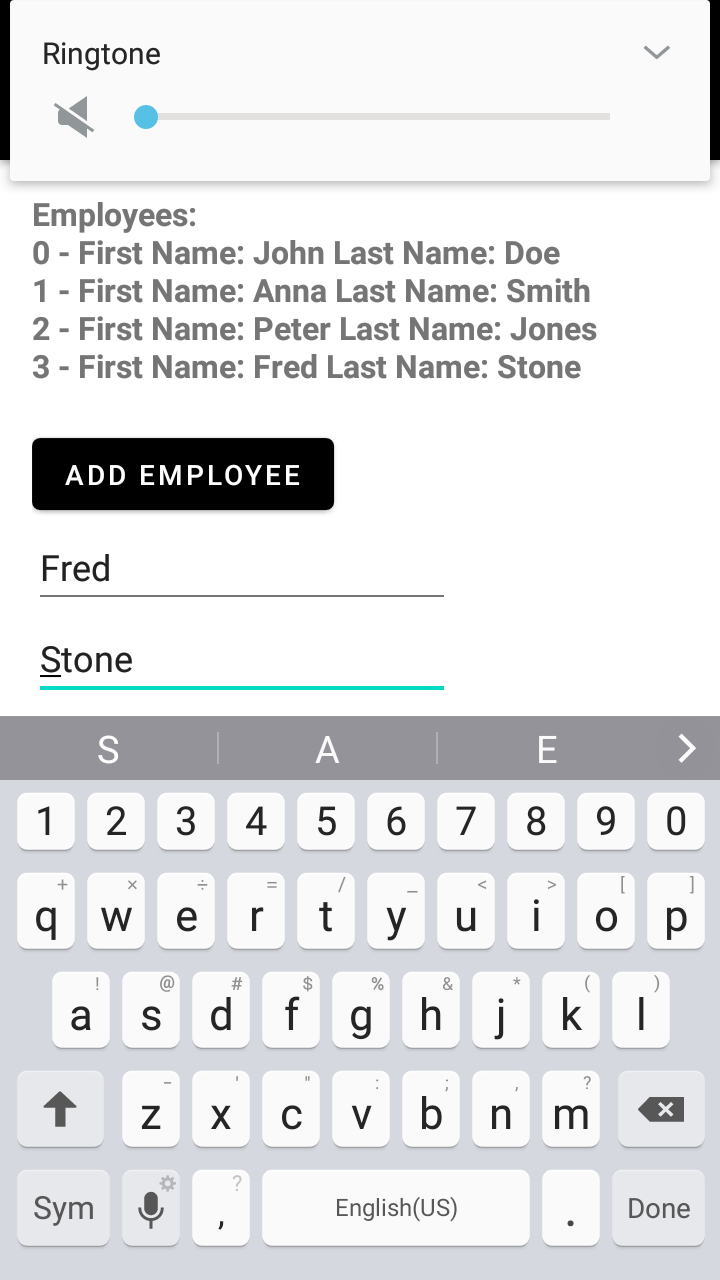 Ringtone
Employees:
0 - First Name: John Last Name: Doe
1 - First Name: Anna Last Name: Smith
2 - First Name: Peter Last Name: Jones
3 - First Name: Fred Last Name: Stone
ADD EMPLOYEE
Fred
Stone
S A E
1 2 3 4 5 6 7 8 9 0
+ × ÷ = / _ < > [ ]
q w e r t y u i o p
! @ # $ % & * ( )
a s d f g h j k l
- ' " : ; , ?
z x c v b n m
?
Sym , English(US) . Done